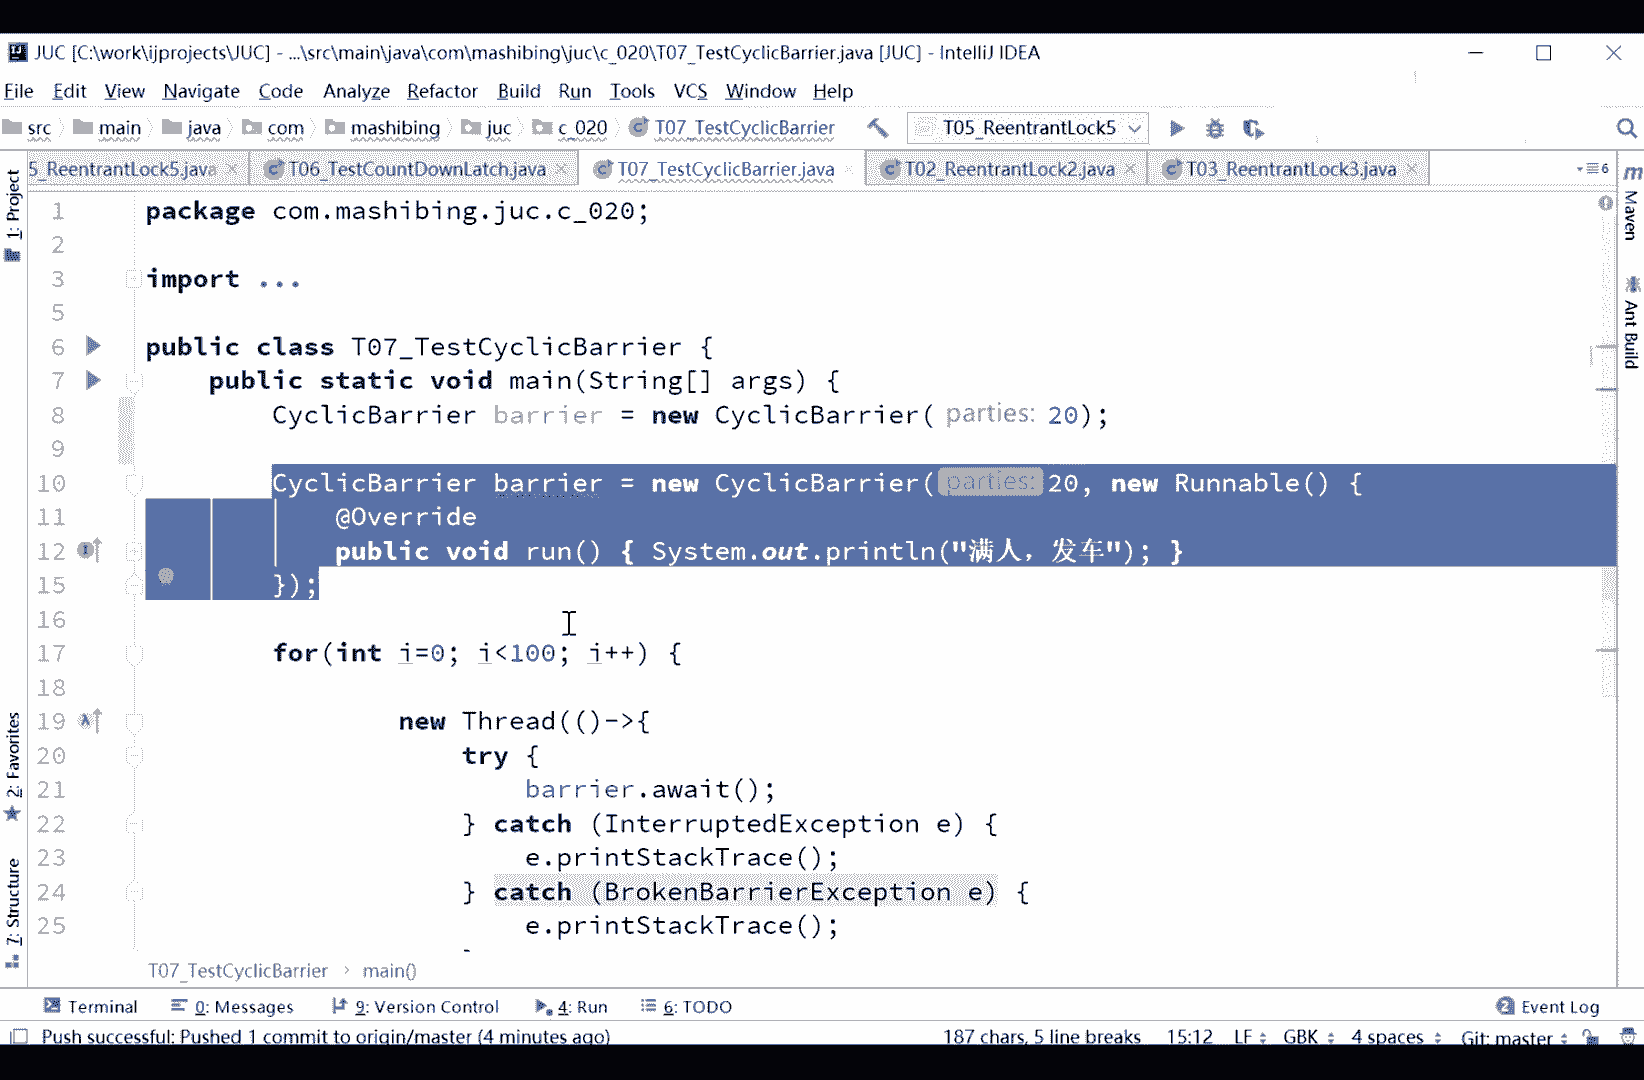 JUC [C:\work\ijprojects\JUC] - ...\src\main\java\com\mashibing\juc\c_020\T07_TestCyclicBarrier.java [JUC] - IntelliJ IDEA
File Edit View Navigate Code Analyze Refactor Build Run Tools VCS Window Help
src main java com mashibing juc c_020 T07_TestCyclicBarrier T05_ReentrantLock5
5_ReentrantLock5.java T06_TestCountDownLatch.java T07_TestCyclicBarrier.java T02_ReentrantLock2.java T03_ReentrantLock3.java 6
1: Project
2: Favorites
7: Structure
Maven
Ant Build
1 package com.mashibing.juc.c_020;
2
3 import ...
5
6 public class T07_TestCyclicBarrier {
7 public static void main(String[] args) {
8 CyclicBarrier barrier = new CyclicBarrier( parties: 20);
9
10 CyclicBarrier barrier = new CyclicBarrier( parties: 20, new Runnable() {
11 @Override
12 public void run() { System.out.println("满人，发车"); }
15 });
16
17 for(int i=0; i<100; i++) {
18
19 new Thread(()->{
20 try {
21 barrier.await();
22 } catch (InterruptedException e) {
23 e.printStackTrace();
24 } catch (BrokenBarrierException e) {
25 e.printStackTrace();
T07_TestCyclicBarrier › main()
Terminal 0: Messages 9: Version Control 4: Run 6: TODO 2 Event Log
Push successful: Pushed 1 commit to origin/master (4 minutes ago) 187 chars, 5 line breaks 15:12 LF GBK 4 spaces Git: master